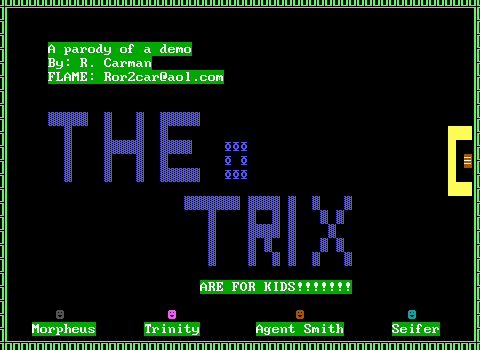 A parody of a demo
By: R. Carman
FLAME: Ror2car@aol.com
THE
TRIX
ARE FOR KIDS!!!!!!!
Morpheus Trinity Agent Smith Seifer